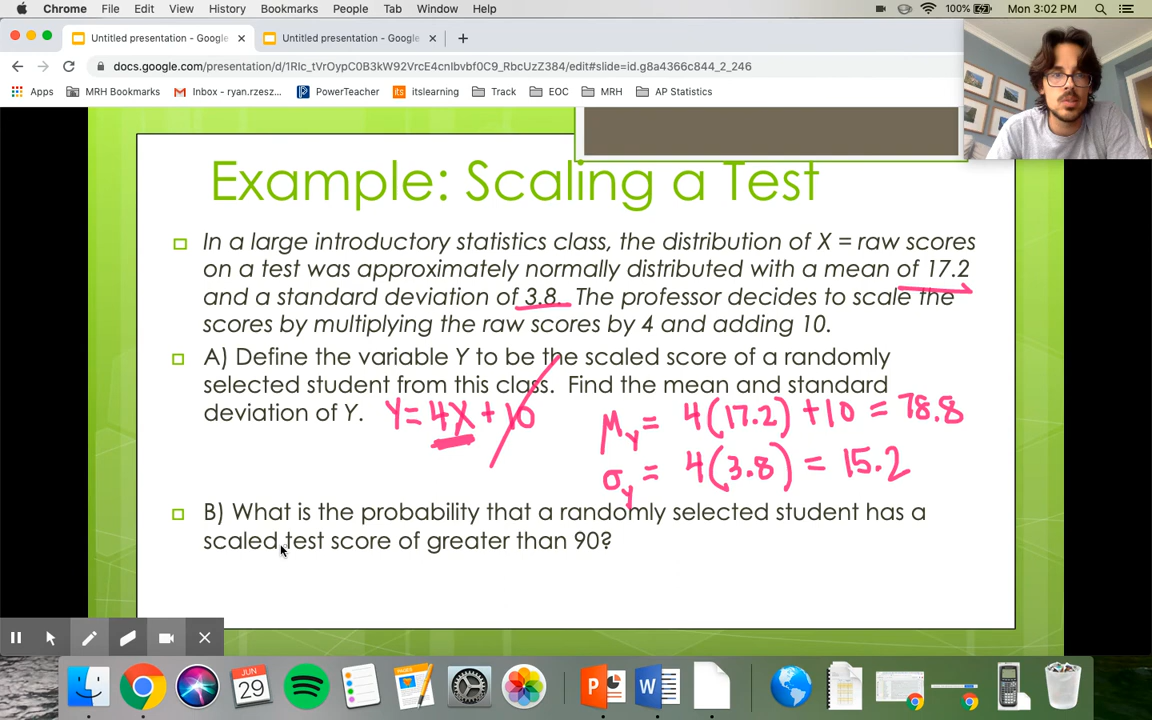 Chrome File Edit View History Bookmarks People Tab Window Help 100% Mon 3:02 PM
Untitled presentation - Google Untitled presentation - Google
docs.google.com/presentation/d/1RIc_tVrOypC0B3kW92VrcE4cnIbvbf0C9_RbcUzZ384/edit#slide=id.g8a4366c844_2_246
Apps MRH Bookmarks Inbox - ryan.rzesz... PowerTeacher its itslearning Track EOC MRH AP Statistics
Example: Scaling a Test
In a large introductory statistics class, the distribution of X = raw scores
on a test was approximately normally distributed with a mean of 17.2
and a standard deviation of 3.8. The professor decides to scale the
scores by multiplying the raw scores by 4 and adding 10.
A) Define the variable Y to be the scaled score of a randomly
selected student from this class. Find the mean and standard
deviation of Y. Y = 4X + 10 μy = 4(17.2) + 10 = 78.8
σy = 4(3.8) = 15.2
B) What is the probability that a randomly selected student has a
scaled test score of greater than 90?
JUN
29
P W